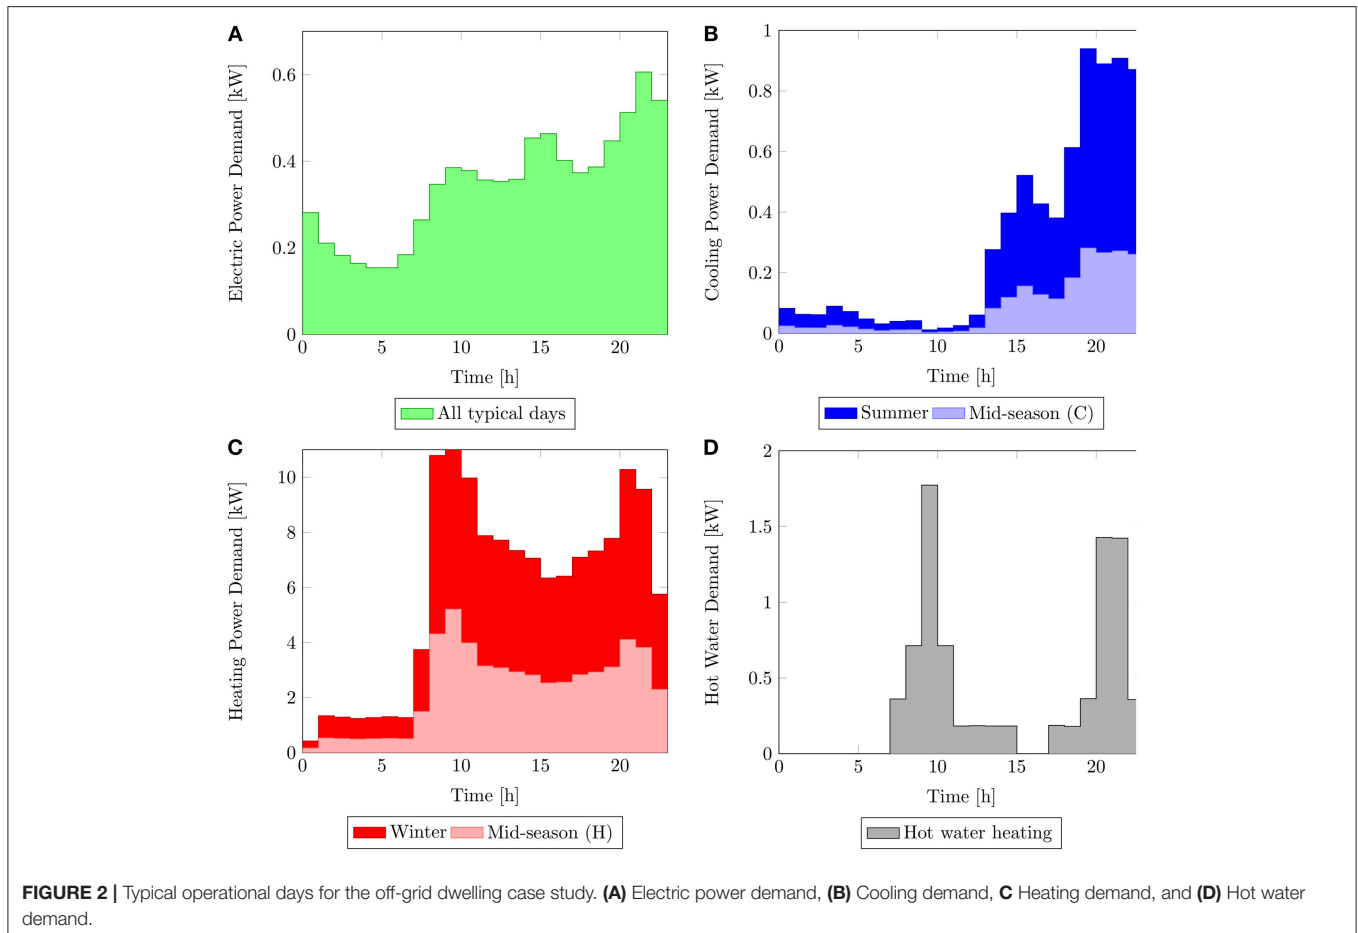 A
Electric Power Demand [kW]
0.6
0.4
0.2
0
0 5 10 15 20
Time [h]
All typical days
B
Cooling Power Demand [kW]
1
0.8
0.6
0.4
0.2
0
0 5 10 15 20
Time [h]
Summer Mid-season (C)
C
Heating Power Demand [kW]
10
8
6
4
2
0
0 5 10 15 20
Time [h]
Winter Mid-season (H)
D
Hot Water Demand [kW]
2
1.5
1
0.5
0
0 5 10 15 20
Time [h]
Hot water heating
FIGURE 2 | Typical operational days for the off-grid dwelling case study. (A) Electric power demand, (B) Cooling demand, C Heating demand, and (D) Hot water
demand.